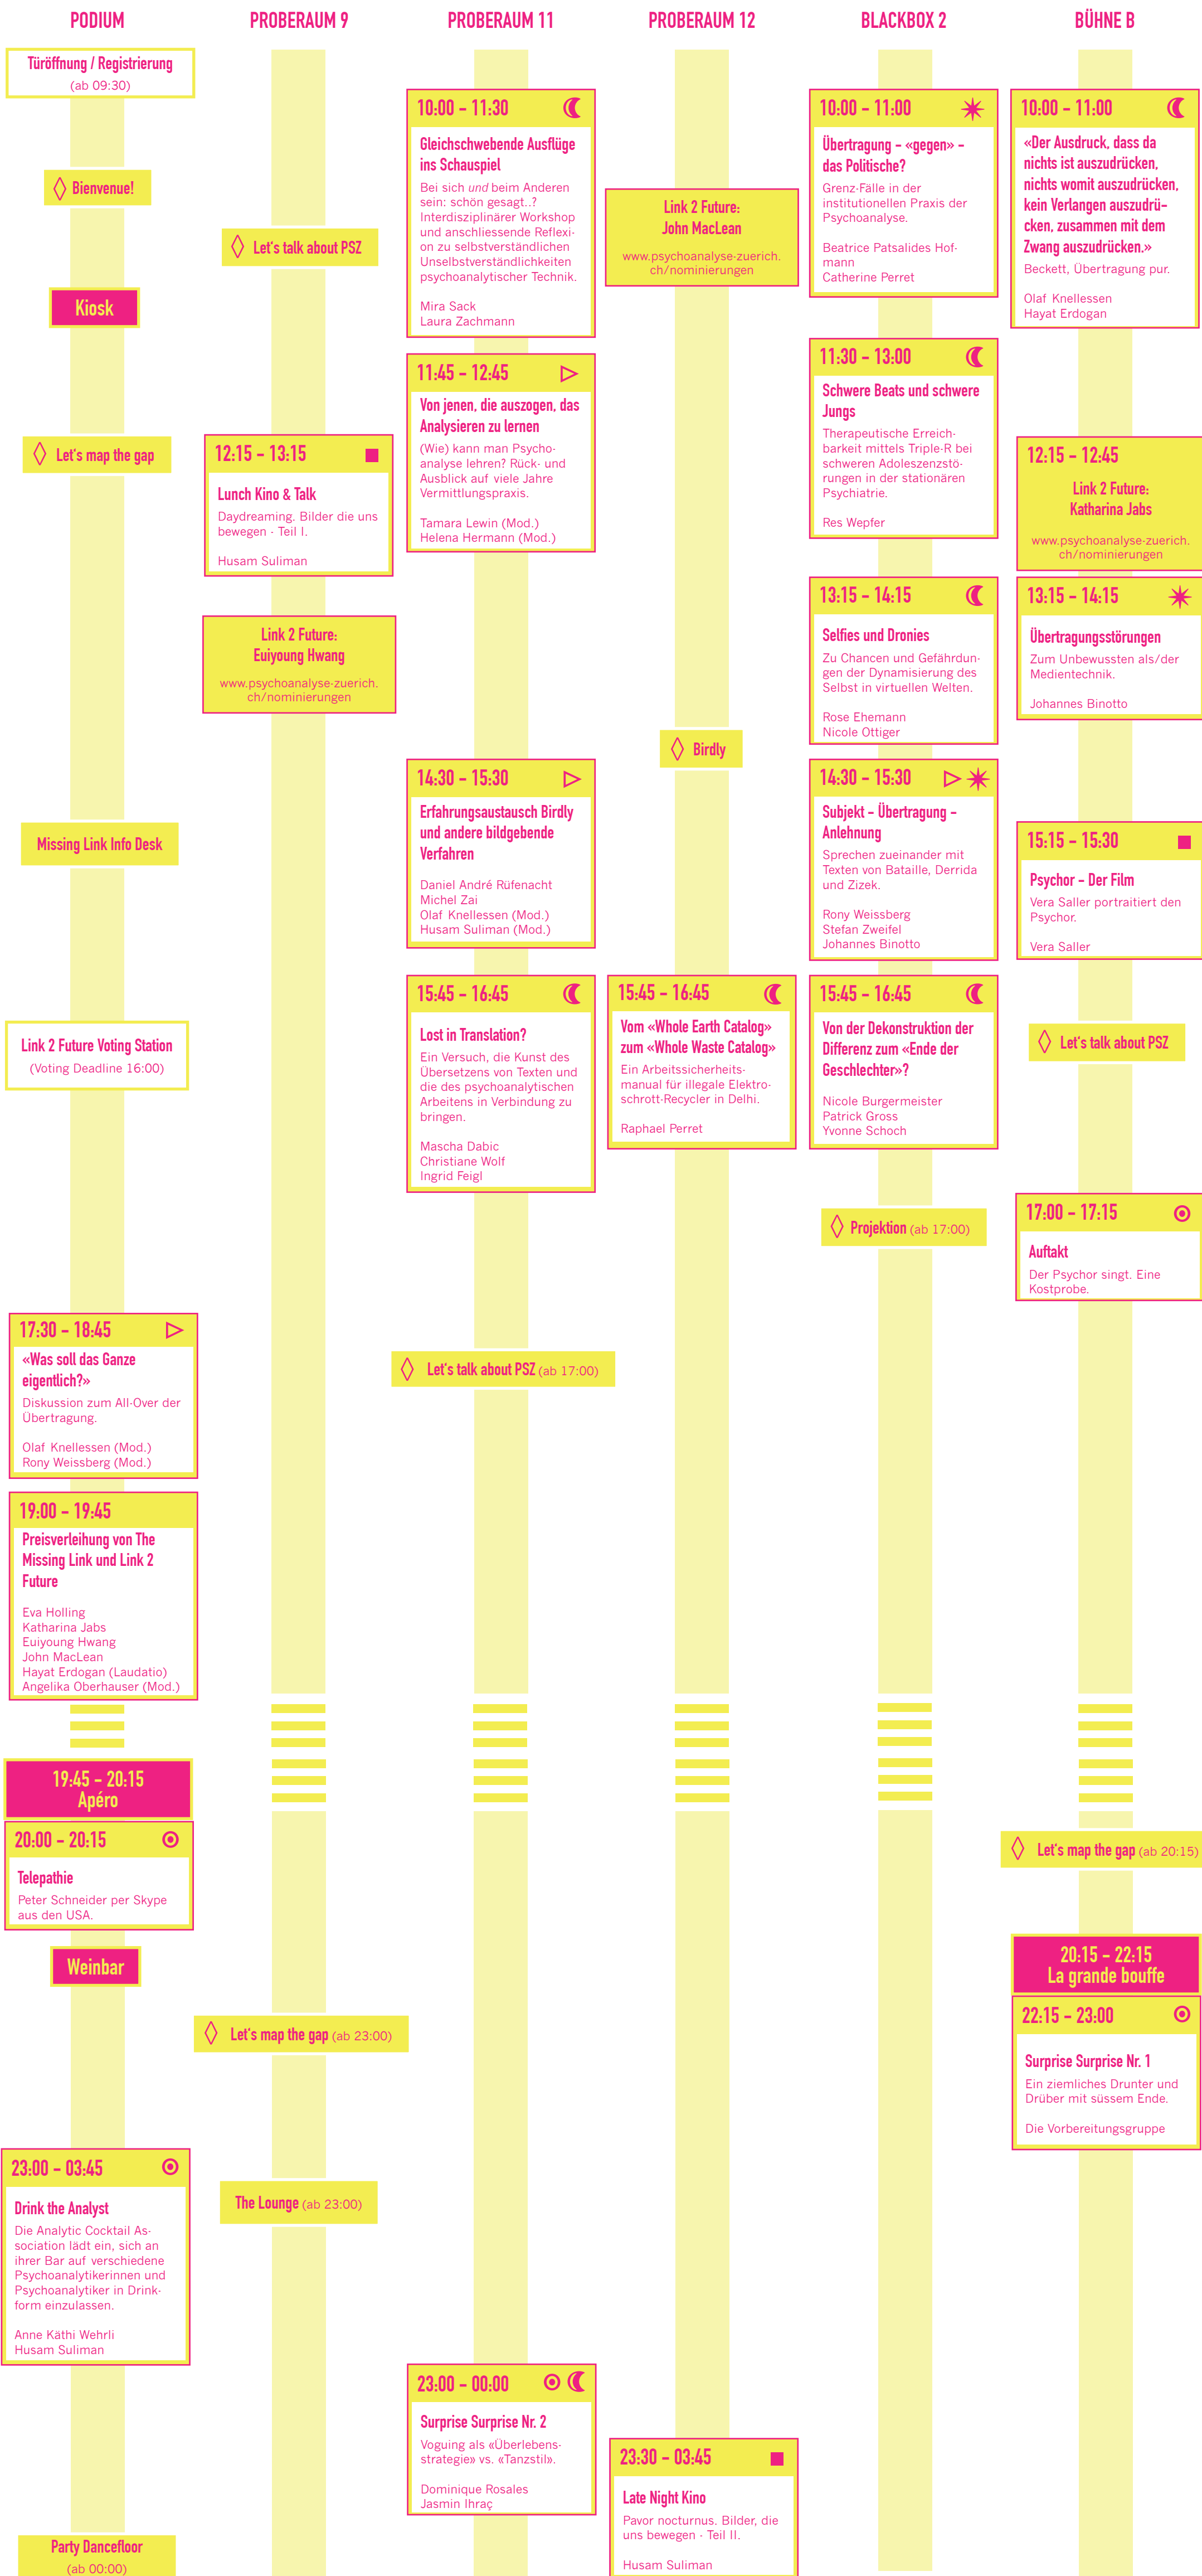 PODIUM
Türöffnung / Registrierung
(ab 09:30)
Bienvenue!
Kiosk
Let's map the gap
Missing Link Info Desk
Link 2 Future Voting Station
(Voting Deadline 16:00)
17:30 - 18:45
«Was soll das Ganze
eigentlich?»
Diskussion zum All-Over der
Übertragung.
Olaf Knellessen (Mod.)
Rony Weissberg (Mod.)
19:00 - 19:45
Preisverleihung von The
Missing Link und Link 2
Future
Eva Holling
Katharina Jabs
Euiyoung Hwang
John MacLean
Hayat Erdogan (Laudatio)
Angelika Oberhauser (Mod.)
19:45 - 20:15
Apéro
20:00 - 20:15
Telepathie
Peter Schneider per Skype
aus den USA.
Weinbar
23:00 - 03:45
Drink the Analyst
Die Analytic Cocktail As-
sociation lädt ein, sich an
ihrer Bar auf verschiedene
Psychoanalytikerinnen und
Psychoanalytiker in Drink-
form einzulassen.
Anne Käthi Wehrli
Husam Suliman
Party Dancefloor
(ab 00:00)
PROBERAUM 9
Let's talk about PSZ
12:15 - 13:15
Lunch Kino & Talk
Daydreaming. Bilder die uns
bewegen - Teil I.
Husam Suliman
Link 2 Future:
Euiyoung Hwang
www.psychoanalyse-zuerich.
ch/nominierungen
Let's map the gap (ab 23:00)
The Lounge (ab 23:00)
PROBERAUM 11
10:00 - 11:30
Gleichschwebende Ausflüge
ins Schauspiel
Bei sich und beim Anderen
sein: schön gesagt..?
Interdisziplinärer Workshop
und anschliessende Reflexi-
on zu selbstverständlichen
Unselbstverständlichkeiten
psychoanalytischer Technik.
Mira Sack
Laura Zachmann
11:45 - 12:45
Von jenen, die auszogen, das
Analysieren zu lernen
(Wie) kann man Psycho-
analyse lehren? Rück- und
Ausblick auf viele Jahre
Vermittlungspraxis.
Tamara Lewin (Mod.)
Helena Hermann (Mod.)
14:30 - 15:30
Erfahrungsaustausch Birdly
und andere bildgebende
Verfahren
Daniel André Rüfenacht
Michel Zai
Olaf Knellessen (Mod.)
Husam Suliman (Mod.)
15:45 - 16:45
Lost in Translation?
Ein Versuch, die Kunst des
Übersetzens von Texten und
die des psychoanalytischen
Arbeitens in Verbindung zu
bringen.
Mascha Dabic
Christiane Wolf
Ingrid Feigl
Let's talk about PSZ (ab 17:00)
23:00 - 00:00
Surprise Surprise Nr. 2
Voguing als «Überlebens-
strategie» vs. «Tanzstil».
Dominique Rosales
Jasmin Ihraç
PROBERAUM 12
Link 2 Future:
John MacLean
www.psychoanalyse-zuerich.
ch/nominierungen
Birdly
15:45 - 16:45
Vom «Whole Earth Catalog»
zum «Whole Waste Catalog»
Ein Arbeitssicherheits-
manual für illegale Elektro-
schrott-Recycler in Delhi.
Raphael Perret
23:30 - 03:45
Late Night Kino
Pavor nocturnus. Bilder, die
uns bewegen - Teil II.
Husam Suliman
BLACKBOX 2
10:00 - 11:00
Übertragung - «gegen» -
das Politische?
Grenz-Fälle in der
institutionellen Praxis der
Psychoanalyse.
Beatrice Patsalides Hof-
mann
Catherine Perret
11:30 - 13:00
Schwere Beats und schwere
Jungs
Therapeutische Erreich-
barkeit mittels Triple-R bei
schweren Adoleszenzstö-
rungen in der stationären
Psychiatrie.
Res Wepfer
13:15 - 14:15
Selfies und Dronies
Zu Chancen und Gefährdun-
gen der Dynamisierung des
Selbst in virtuellen Welten.
Rose Ehemann
Nicole Ottiger
14:30 - 15:30
Subjekt - Übertragung -
Anlehnung
Sprechen zueinander mit
Texten von Bataille, Derrida
und Zizek.
Rony Weissberg
Stefan Zweifel
Johannes Binotto
15:45 - 16:45
Von der Dekonstruktion der
Differenz zum «Ende der
Geschlechter»?
Nicole Burgermeister
Patrick Gross
Yvonne Schoch
Projektion (ab 17:00)
BÜHNE B
10:00 - 11:00
«Der Ausdruck, dass da
nichts ist auszudrücken,
nichts womit auszudrücken,
kein Verlangen auszudrü-
cken, zusammen mit dem
Zwang auszudrücken.»
Beckett, Übertragung pur.
Olaf Knellessen
Hayat Erdogan
12:15 - 12:45
Link 2 Future:
Katharina Jabs
www.psychoanalyse-zuerich.
ch/nominierungen
13:15 - 14:15
Übertragungsstörungen
Zum Unbewussten als/der
Medientechnik.
Johannes Binotto
15:15 - 15:30
Psychor - Der Film
Vera Saller portraitiert den
Psychor.
Vera Saller
Let's talk about PSZ
17:00 - 17:15
Auftakt
Der Psychor singt. Eine
Kostprobe.
Let's map the gap (ab 20:15)
20:15 - 22:15
La grande bouffe
22:15 - 23:00
Surprise Surprise Nr. 1
Ein ziemliches Drunter und
Drüber mit süssem Ende.
Die Vorbereitungsgruppe